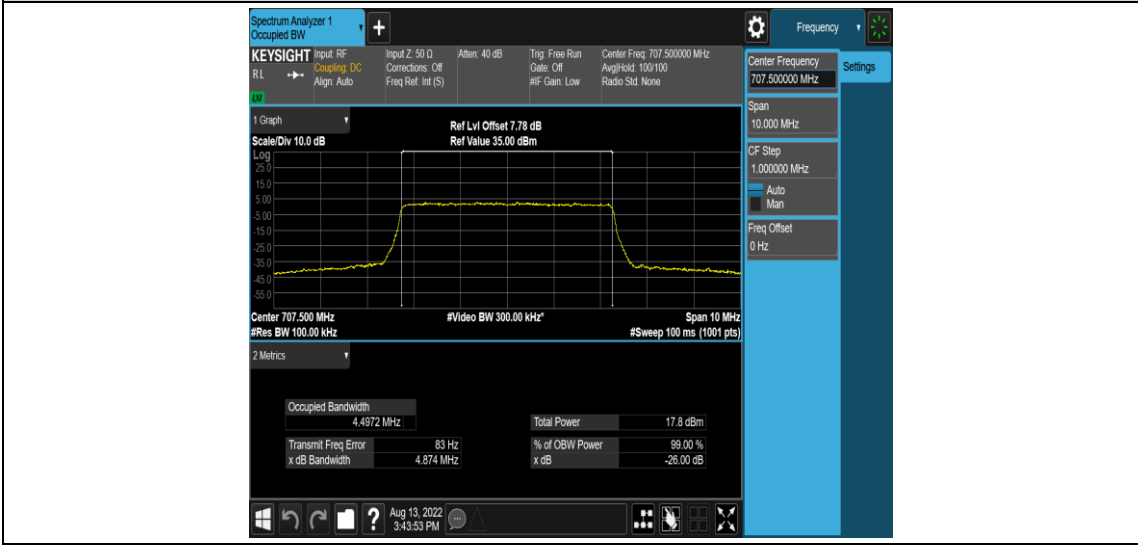 Spectrum Analyzer 1
Occupied BW
+
Frequency
KEYSIGHT
RL
LM
Input: RF
Coupling: DC
Align: Auto
Input Z: 50 Ω
Corrections: Off
Freq Ref: Int (S)
Atten: 40 dB
Trig: Free Run
Gate: Off
#IF Gain: Low
Center Freq: 707.500000 MHz
Avg|Hold: 100/100
Radio Std: None
Center Frequency
707.500000 MHz
Settings
Span
10.000 MHz
CF Step
1.000000 MHz
Auto
Man
Freq Offset
0 Hz
1 Graph
Scale/Div 10.0 dB
Ref Lvl Offset 7.78 dB
Ref Value 35.00 dBm
Log
25.0
15.0
5.00
-5.00
-15.0
-25.0
-35.0
-45.0
-55.0
Center 707.500 MHz
#Video BW 300.00 kHz*
Span 10 MHz
#Res BW 100.00 kHz
#Sweep 100 ms (1001 pts)
2 Metrics
Occupied Bandwidth
4.4972 MHz
Total Power 17.8 dBm
Transmit Freq Error 83 Hz
% of OBW Power 99.00 %
x dB Bandwidth 4.874 MHz
x dB -26.00 dB
?
Aug 13, 2022
3:43:53 PM